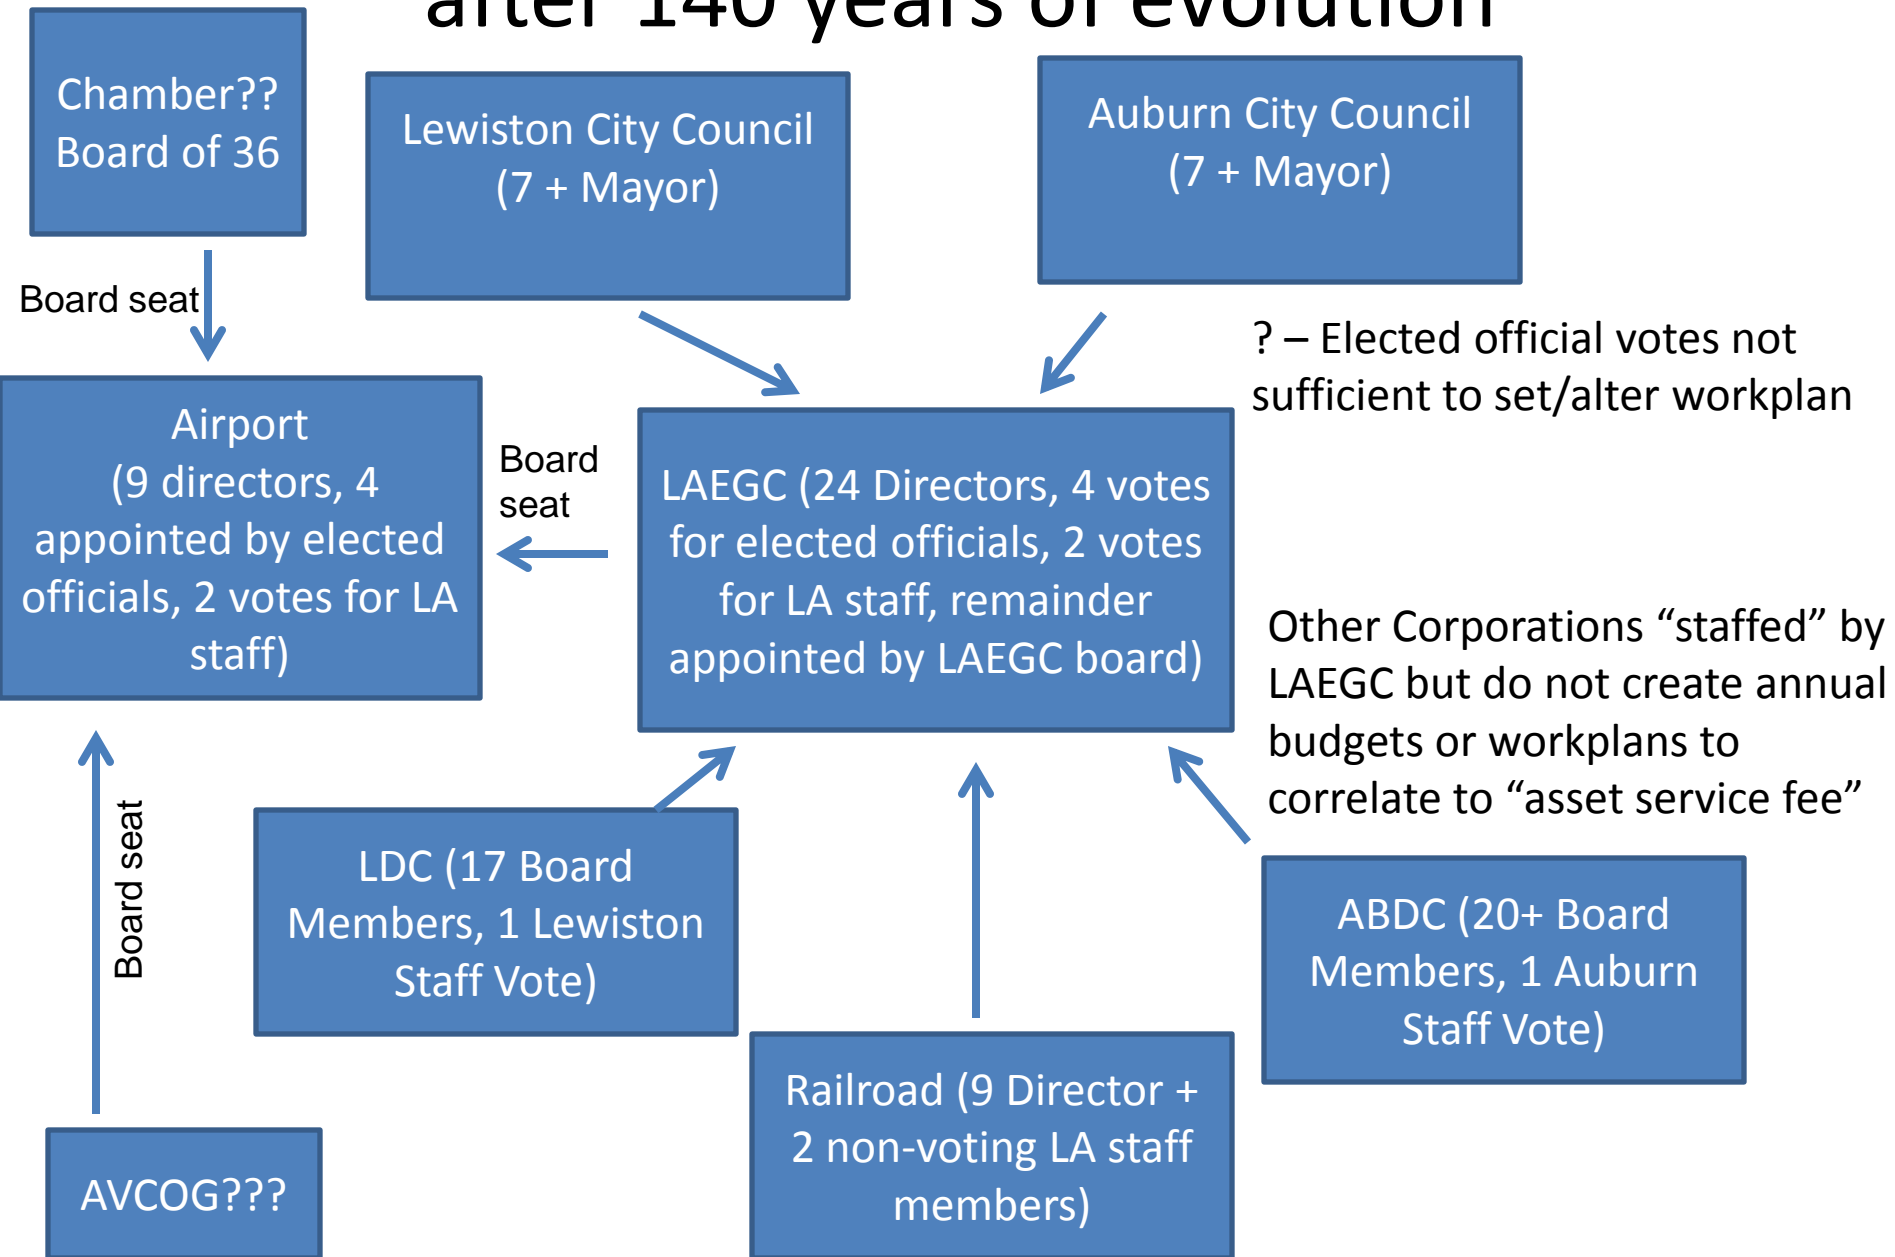 after 140 years of evolution
Chamber??
Board of 36
Lewiston City Council
(7 + Mayor)
Auburn City Council
(7 + Mayor)
Board seat
? – Elected official votes not
sufficient to set/alter workplan
Airport
(9 directors, 4
appointed by elected
officials, 2 votes for LA
staff)
Board
seat
LAEGC (24 Directors, 4 votes
for elected officials, 2 votes
for LA staff, remainder
appointed by LAEGC board)
Other Corporations “staffed” by
LAEGC but do not create annual
budgets or workplans to
correlate to “asset service fee”
Board seat
LDC (17 Board
Members, 1 Lewiston
Staff Vote)
ABDC (20+ Board
Members, 1 Auburn
Staff Vote)
Railroad (9 Director +
2 non-voting LA staff
members)
AVCOG???